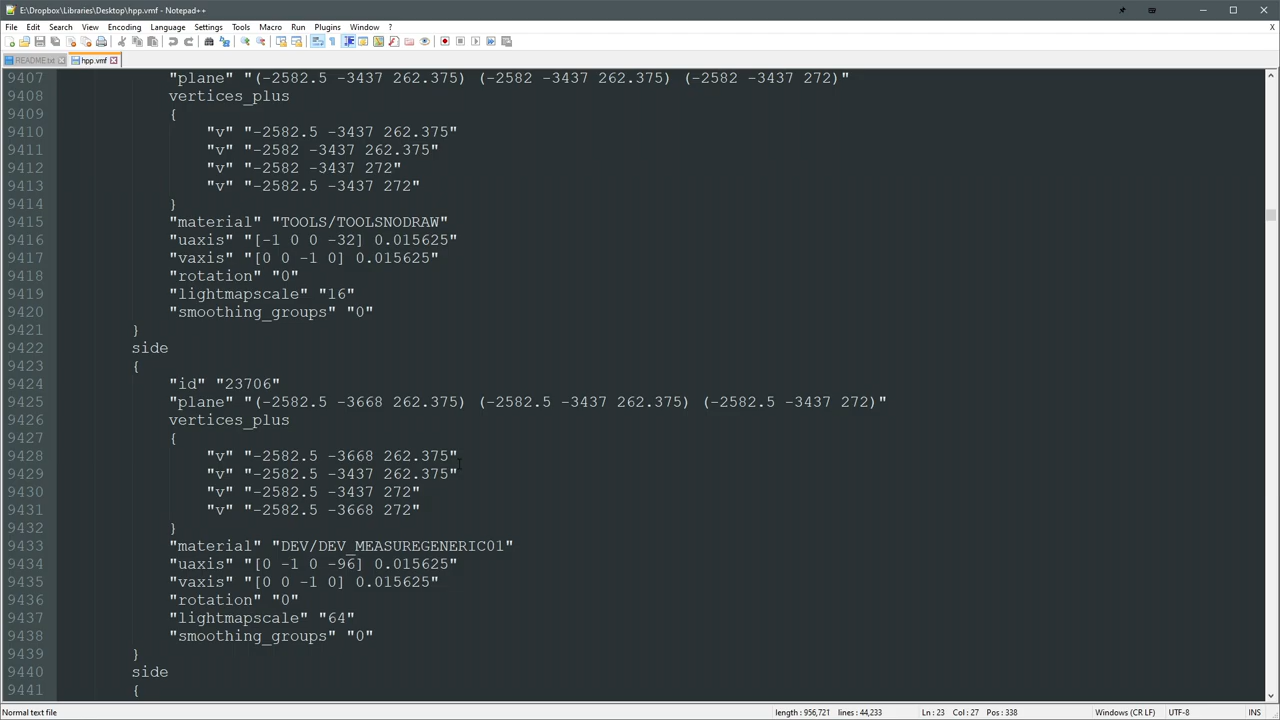 E:\Dropbox\Libraries\Desktop\hpp.vmf - Notepad++
File Edit Search View Encoding Language Settings Tools Macro Run Plugins Window ?
X
README.txt hpp.vmf
9407 "plane" "(-2582.5 -3437 262.375) (-2582 -3437 262.375) (-2582 -3437 272)"
9408 vertices_plus
9409 {
9410 "v" "-2582.5 -3437 262.375"
9411 "v" "-2582 -3437 262.375"
9412 "v" "-2582 -3437 272"
9413 "v" "-2582.5 -3437 272"
9414 }
9415 "material" "TOOLS/TOOLSNODRAW"
9416 "uaxis" "[-1 0 0 -32] 0.015625"
9417 "vaxis" "[0 0 -1 0] 0.015625"
9418 "rotation" "0"
9419 "lightmapscale" "16"
9420 "smoothing_groups" "0"
9421 }
9422 side
9423 {
9424 "id" "23706"
9425 "plane" "(-2582.5 -3668 262.375) (-2582.5 -3437 262.375) (-2582.5 -3437 272)"
9426 vertices_plus
9427 {
9428 "v" "-2582.5 -3668 262.375"
9429 "v" "-2582.5 -3437 262.375"
9430 "v" "-2582.5 -3437 272"
9431 "v" "-2582.5 -3668 272"
9432 }
9433 "material" "DEV/DEV_MEASUREGENERIC01"
9434 "uaxis" "[0 -1 0 -96] 0.015625"
9435 "vaxis" "[0 0 -1 0] 0.015625"
9436 "rotation" "0"
9437 "lightmapscale" "64"
9438 "smoothing_groups" "0"
9439 }
9440 side
9441 {
Normal text file length : 956,721 lines : 44,233 Ln : 23 Col : 27 Pos : 338 Windows (CR LF) UTF-8 INS